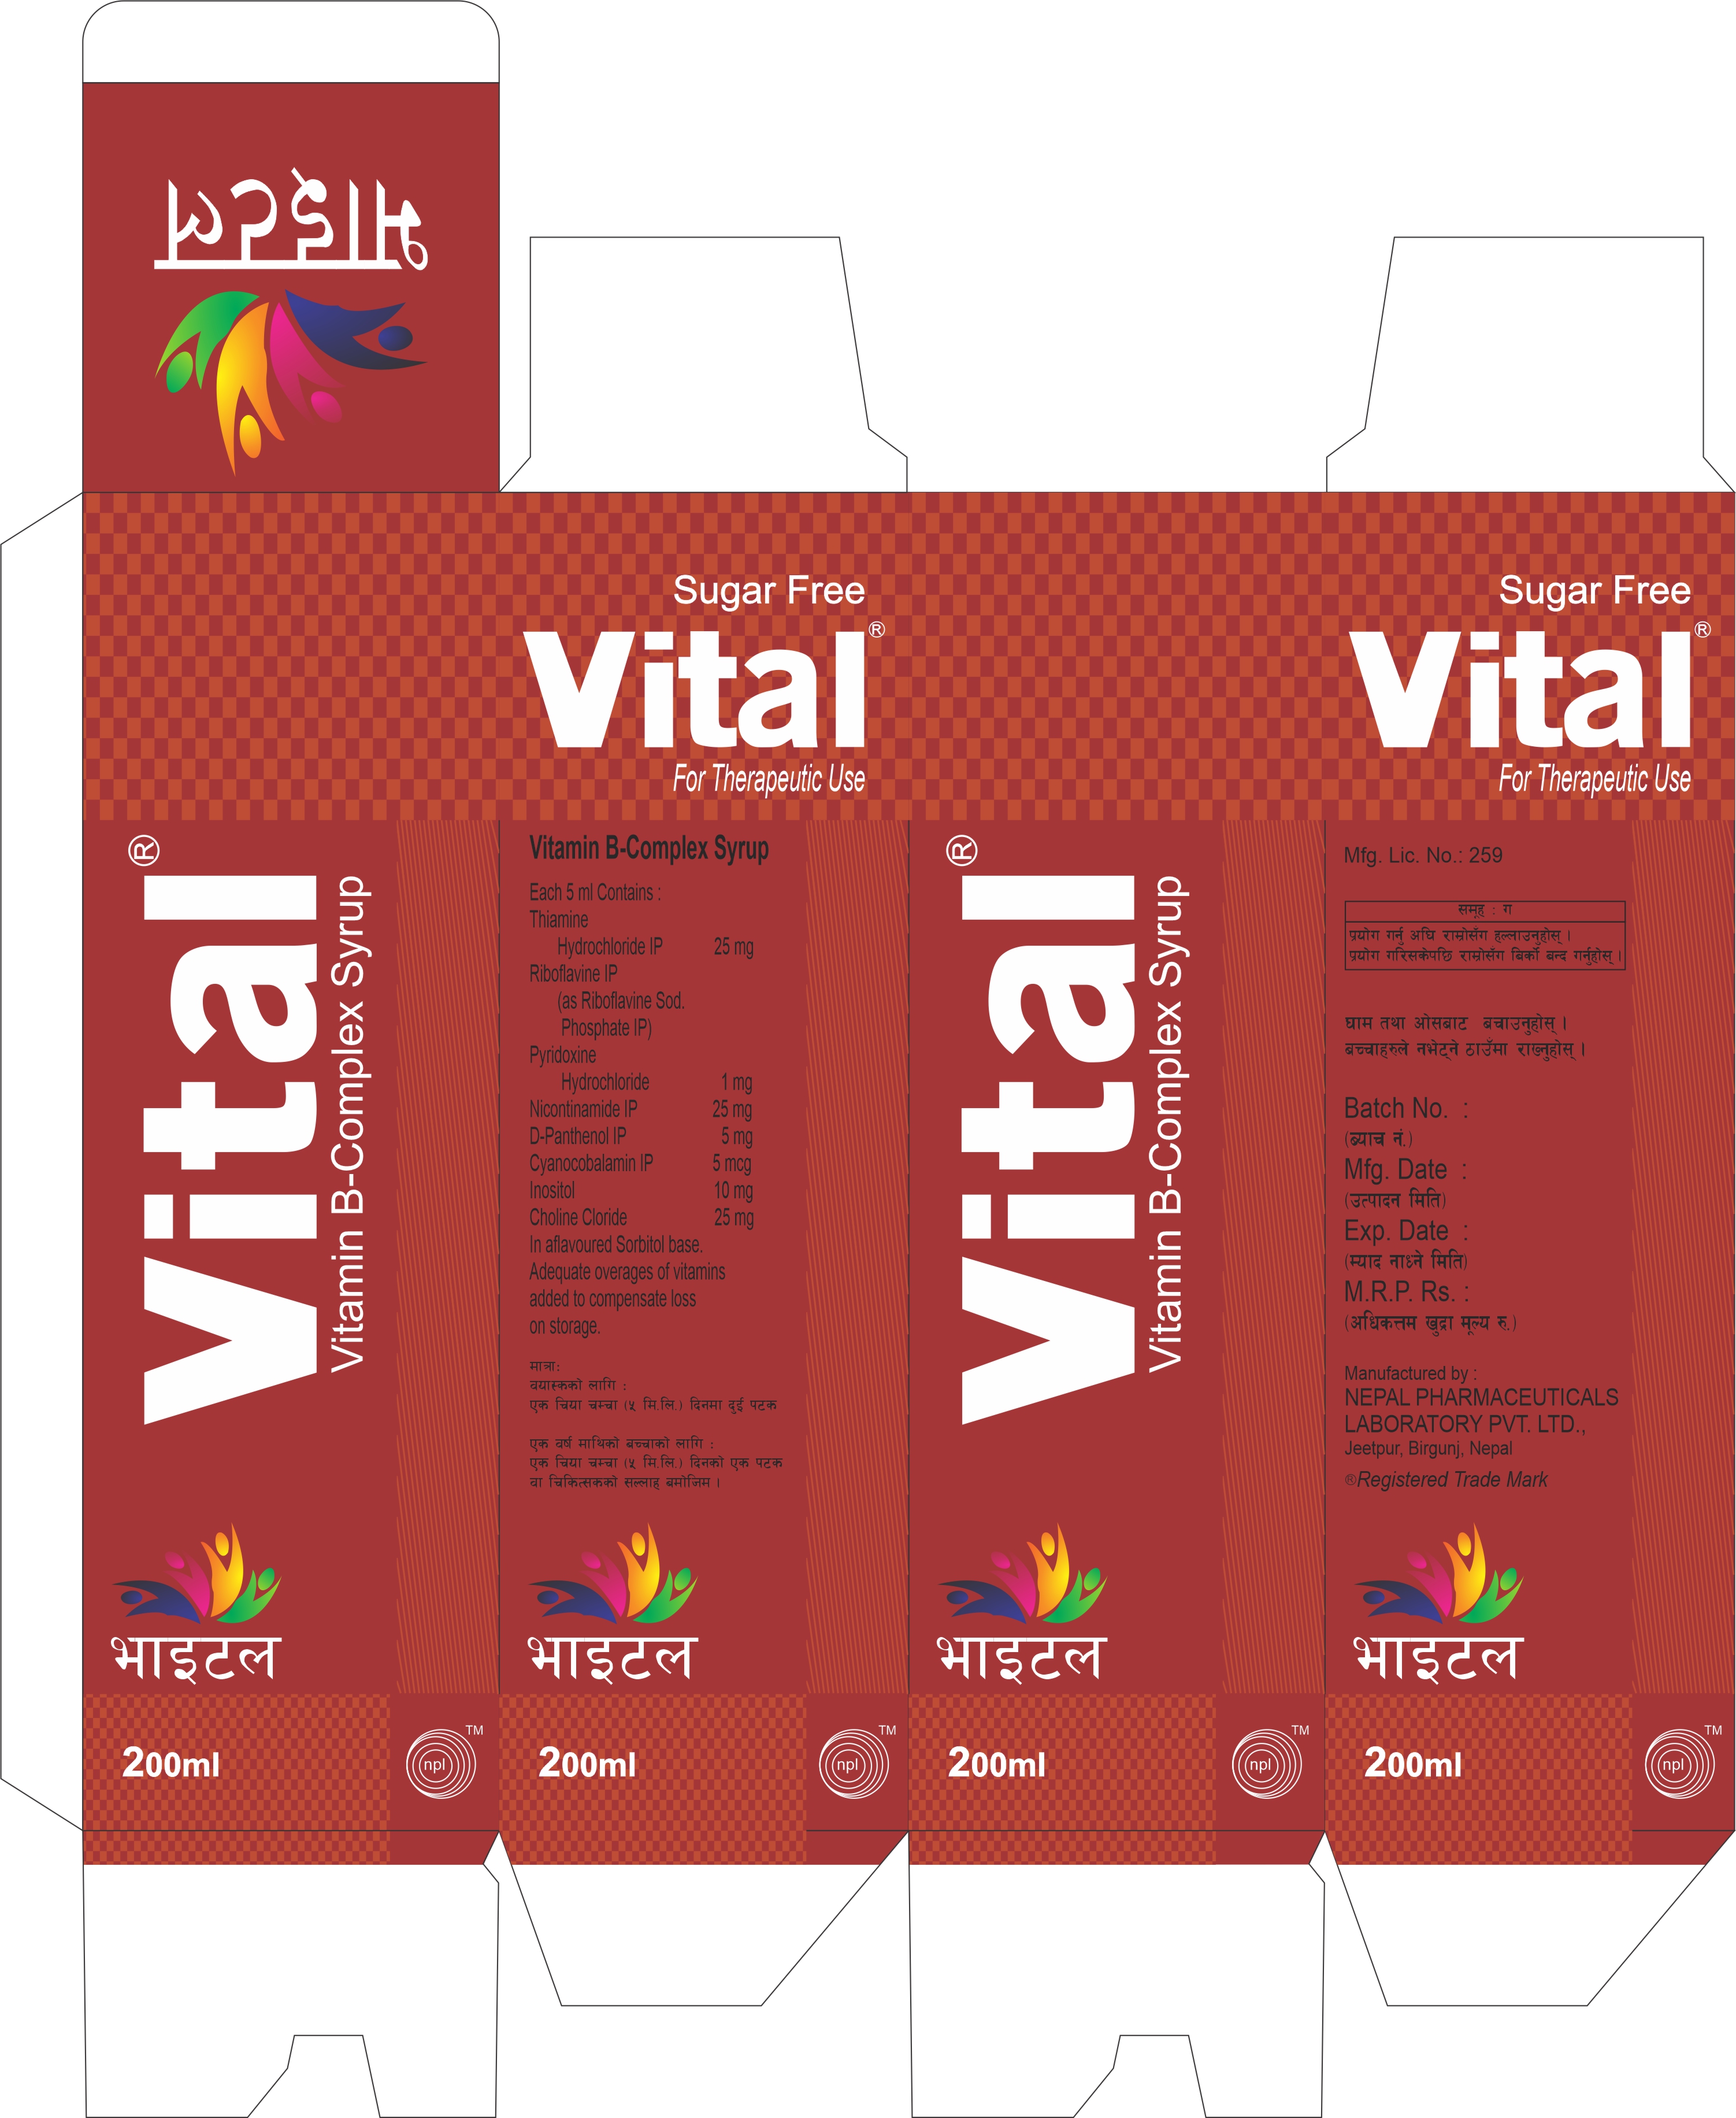 भाइटल
Vital®
Vitamin B-Complex Syrup
भाइटल
200ml
npl TM
Sugar Free
Vital®
For Therapeutic Use
Vitamin B-Complex Syrup
Each 5 ml Contains :
Thiamine
Hydrochloride IP 25 mg
Riboflavine IP
(as Riboflavine Sod.
Phosphate IP)
Pyridoxine
Hydrochloride 1 mg
Nicontinamide IP 25 mg
D-Panthenol IP 5 mg
Cyanocobalamin IP 5 mcg
Inositol 10 mg
Choline Cloride 25 mg
In aflavoured Sorbitol base.
Adequate overages of vitamins
added to compensate loss
on storage.
मात्राः
वयास्कको लागि :
एक चिया चम्चा (५ मि.लि.) दिनमा दुई पटक
एक वर्ष माथिको बच्चाको लागि :
एक चिया चम्चा (५ मि.लि.) दिनको एक पटक
वा चिकित्सकको सल्लाह बमोजिम ।
भाइटल
200ml
npl TM
Vital®
Vitamin B-Complex Syrup
भाइटल
200ml
npl TM
Sugar Free
Vital®
For Therapeutic Use
Mfg. Lic. No.: 259
समूह : ग
प्रयोग गर्नु अघि राम्रोसँग हल्लाउनुहोस् ।
प्रयोग गरिसकेपछि राम्रोसँग बिर्को बन्द गर्नुहोस् ।
घाम तथा ओसबाट बचाउनुहोस् ।
बच्चाहरुले नभेट्ने ठाउँमा राख्नुहोस् ।
Batch No. :
(ब्याच नं.)
Mfg. Date :
(उत्पादन मिति)
Exp. Date :
(म्याद नाध्ने मिति)
M.R.P. Rs. :
(अधिकत्तम खुद्रा मूल्य रु.)
Manufactured by :
NEPAL PHARMACEUTICALS
LABORATORY PVT. LTD.,
Jeetpur, Birgunj, Nepal
®Registered Trade Mark
भाइटल
200ml
npl TM